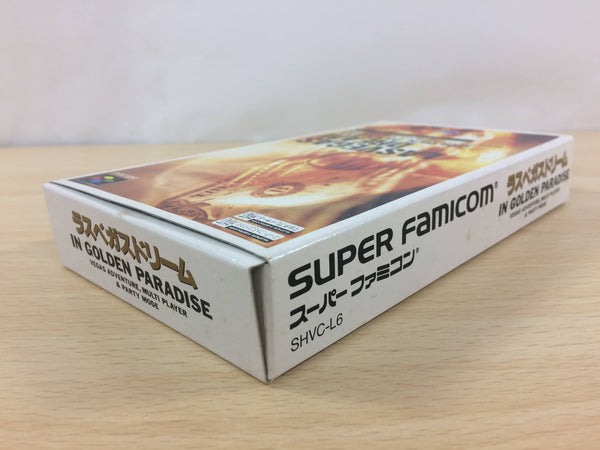 ラスベガスドリーム
IN GOLDEN PARADISE
VEGAS ADVENTURE, MULTI PLAYER
& PARTY MODE
SUPER FAMICOM®
スーパーファミコン®
SHVC-L6
ラスベガスドリーム
IN GOLDEN PARADISE
VEGAS ADVENTURE, MULTI PLAYER
& PARTY MODE